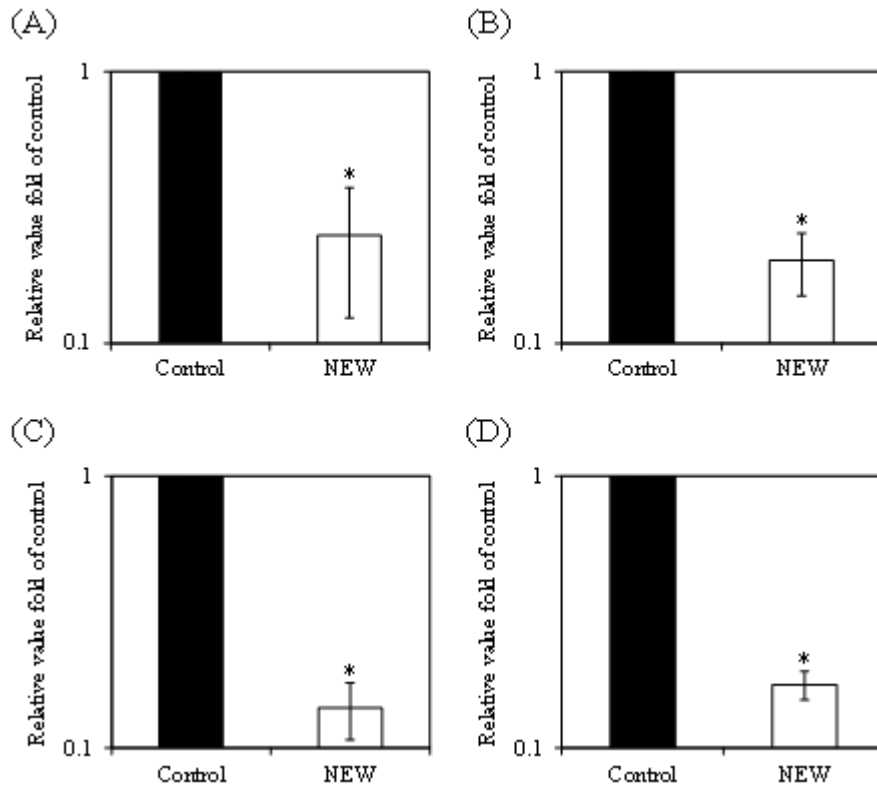 (A)
Relative value fold of control
1
*
0.1
Control NEW
(B)
Relative value fold of control
1
*
0.1
Control NEW
(C)
Relative value fold of control
1
*
0.1
Control NEW
(D)
Relative value fold of control
1
*
0.1
Control NEW